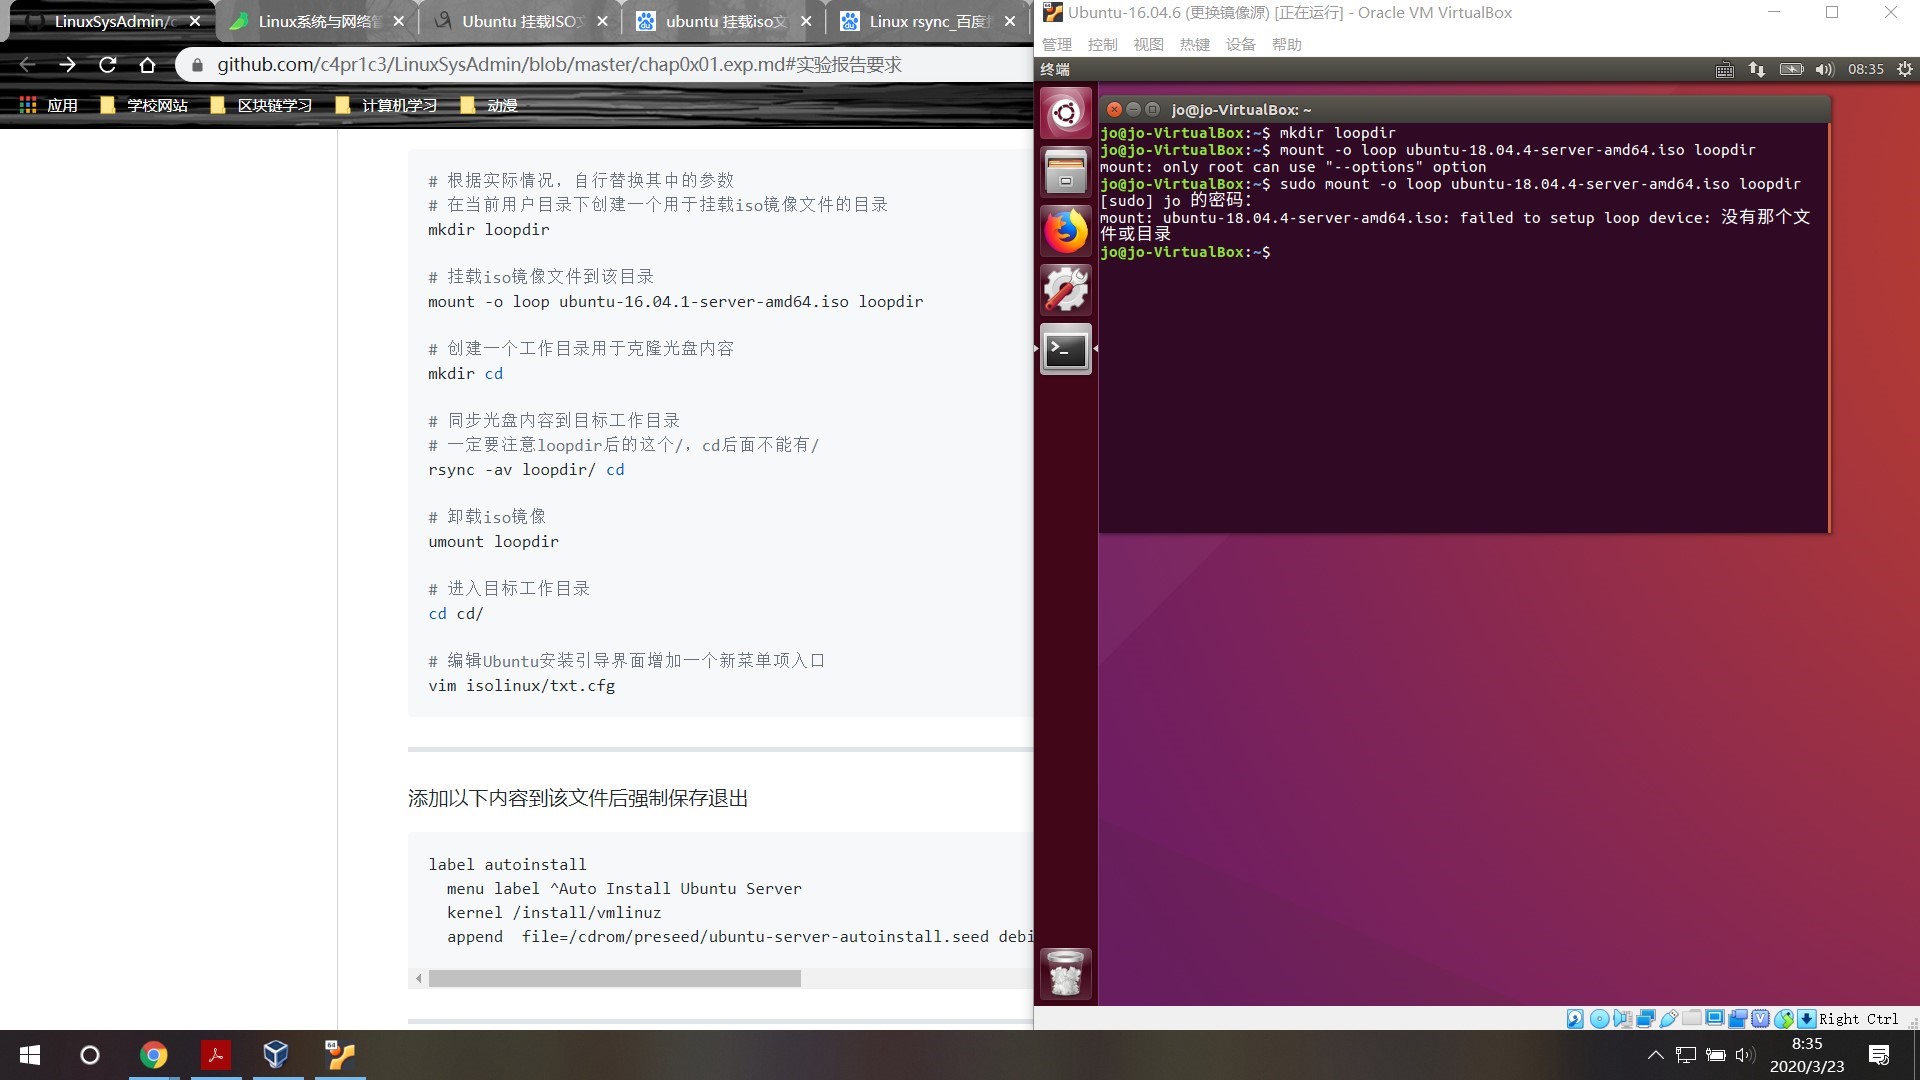 LinuxSysAdmin/c
Linux系统与网络管
Ubuntu 挂载ISO文
ubuntu 挂载iso文
Linux rsync_百度
github.com/c4pr1c3/LinuxSysAdmin/blob/master/chap0x01.exp.md#实验报告要求
应用
学校网站
区块链学习
计算机学习
动漫
# 根据实际情况，自行替换其中的参数
# 在当前用户目录下创建一个用于挂载iso镜像文件的目录
mkdir loopdir
# 挂载iso镜像文件到该目录
mount -o loop ubuntu-16.04.1-server-amd64.iso loopdir
# 创建一个工作目录用于克隆光盘内容
mkdir cd
# 同步光盘内容到目标工作目录
# 一定要注意loopdir后的这个/，cd后面不能有/
rsync -av loopdir/ cd
# 卸载iso镜像
umount loopdir
# 进入目标工作目录
cd cd/
# 编辑Ubuntu安装引导界面增加一个新菜单项入口
vim isolinux/txt.cfg
添加以下内容到该文件后强制保存退出
label autoinstall
menu label ^Auto Install Ubuntu Server
kernel /install/vmlinuz
append file=/cdrom/preseed/ubuntu-server-autoinstall.seed debi
Ubuntu-16.04.6 (更换镜像源) [正在运行] - Oracle VM VirtualBox
管理 控制 视图 热键 设备 帮助
终端
08:35
jo@jo-VirtualBox: ~
jo@jo-VirtualBox:~$ mkdir loopdir
jo@jo-VirtualBox:~$ mount -o loop ubuntu-18.04.4-server-amd64.iso loopdir
mount: only root can use "--options" option
jo@jo-VirtualBox:~$ sudo mount -o loop ubuntu-18.04.4-server-amd64.iso loopdir
[sudo] jo 的密码：
mount: ubuntu-18.04.4-server-amd64.iso: failed to setup loop device: 没有那个文
件或目录
jo@jo-VirtualBox:~$
Right Ctrl
64
8:35
2020/3/23